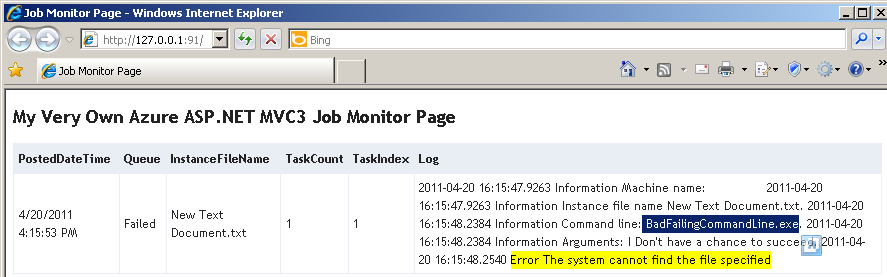 Job Monitor Page - Windows Internet Explorer
http://127.0.0.1:91/
Bing
Job Monitor Page
My Very Own Azure ASP.NET MVC3 Job Monitor Page
PostedDateTime Queue InstanceFileName TaskCount TaskIndex Log
4/20/2011
4:15:53 PM
Failed
New Text
Document.txt
1
1
2011-04-20 16:15:47.9263 Information Machine name: 2011-04-20
16:15:47.9263 Information Instance file name New Text Document.txt. 2011-04-20
16:15:48.2384 Information Command line: BadFailingCommandLine.exe. 2011-04-20
16:15:48.2384 Information Arguments: I Don't have a chance to succeed. 2011-04-
20 16:15:48.2540 Error The system cannot find the file specified